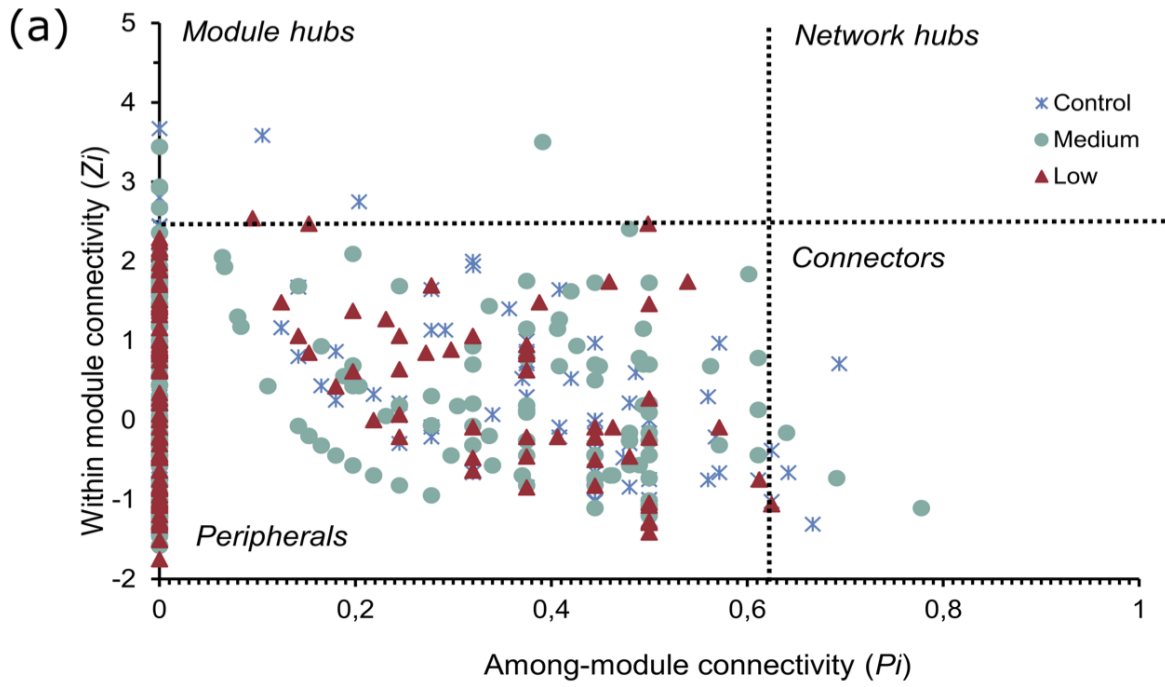 (a)
Module hubs
Network hubs
Control
Medium
Low
Connectors
Peripherals
Within module connectivity (Zi)
5
4
3
2
1
0
-1
-2
0
0,2
0,4
0,6
0,8
1
Among-module connectivity (Pi)